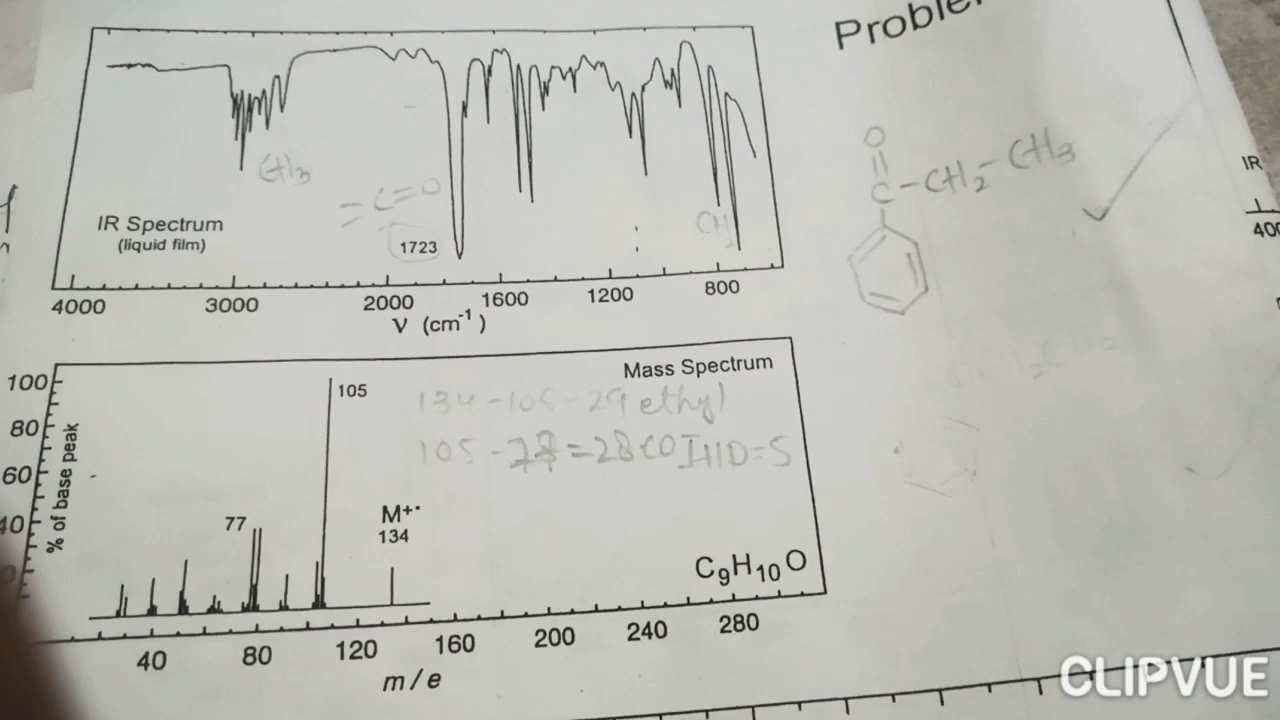 Proble
CH3
=C=O
IR Spectrum
(liquid film)
1723
CH2
4000 3000 2000 1600 1200 800
ν (cm-1)
O
C-CH2-CH3
IR
400
Mass Spectrum
100
80
60
40
% of base peak
105
134-105-29 ethyl
105 - 77 = 28 CO IHD=5
77
M+·
134
C9H10O
40 80 120 160 200 240 280
m/e
CLIPVUE